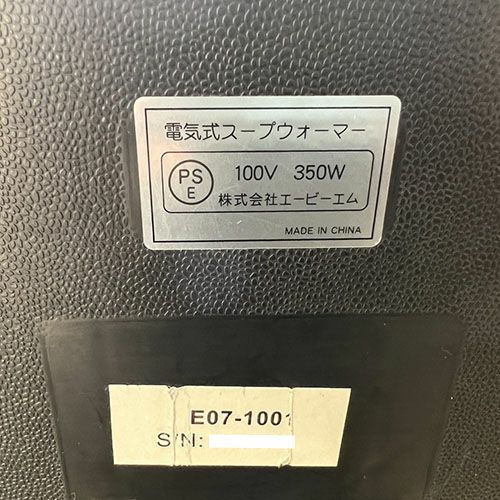 電気式スープウォーマー
PS
E
100V 350W
株式会社エービーエム
MADE IN CHINA
E07-1001
S/N: